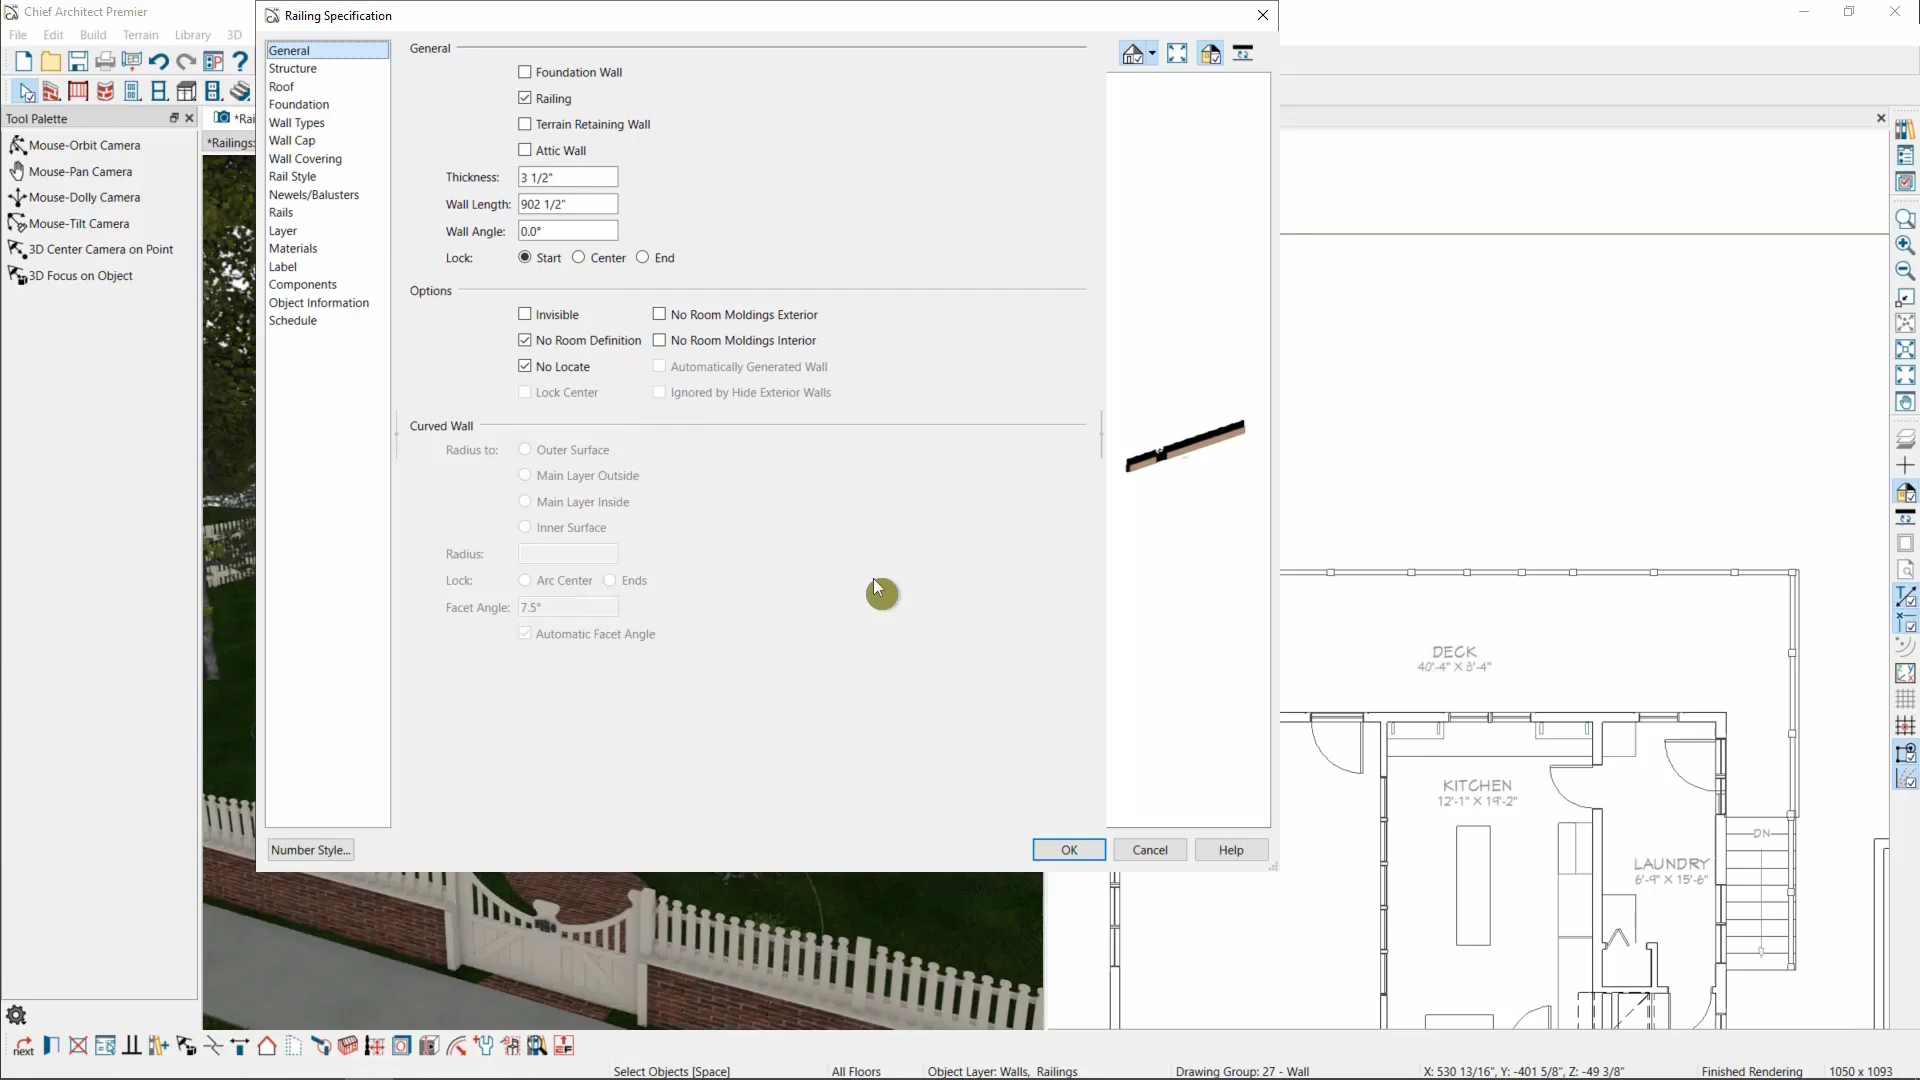 Chief Architect Premier
File Edit Build Terrain Library 3D
Tool Palette
Mouse-Orbit Camera
Mouse-Pan Camera
Mouse-Dolly Camera
Mouse-Tilt Camera
3D Center Camera on Point
3D Focus on Object
*Rai
*Railings:
Railing Specification
General
Structure
Roof
Foundation
Wall Types
Wall Cap
Wall Covering
Rail Style
Newels/Balusters
Rails
Layer
Materials
Label
Components
Object Information
Schedule
General
Foundation Wall
Railing
Terrain Retaining Wall
Attic Wall
Thickness: 3 1/2"
Wall Length: 902 1/2"
Wall Angle: 0.0°
Lock: Start Center End
Options
Invisible No Room Moldings Exterior
No Room Definition No Room Moldings Interior
No Locate Automatically Generated Wall
Lock Center Ignored by Hide Exterior Walls
Curved Wall
Radius to: Outer Surface
Main Layer Outside
Main Layer Inside
Inner Surface
Radius:
Lock: Arc Center Ends
Facet Angle: 7.5°
Automatic Facet Angle
Number Style... OK Cancel Help
DECK
40'-4" X 8'-4"
KITCHEN
12'-1" X 19'-2"
DN
LAUNDRY
6'-9" X 15'-6"
next
Select Objects [Space] All Floors Object Layer: Walls, Railings Drawing Group: 27 - Wall X: 530 13/16", Y: -401 5/8", Z: -49 3/8" Finished Rendering 1050 x 1093